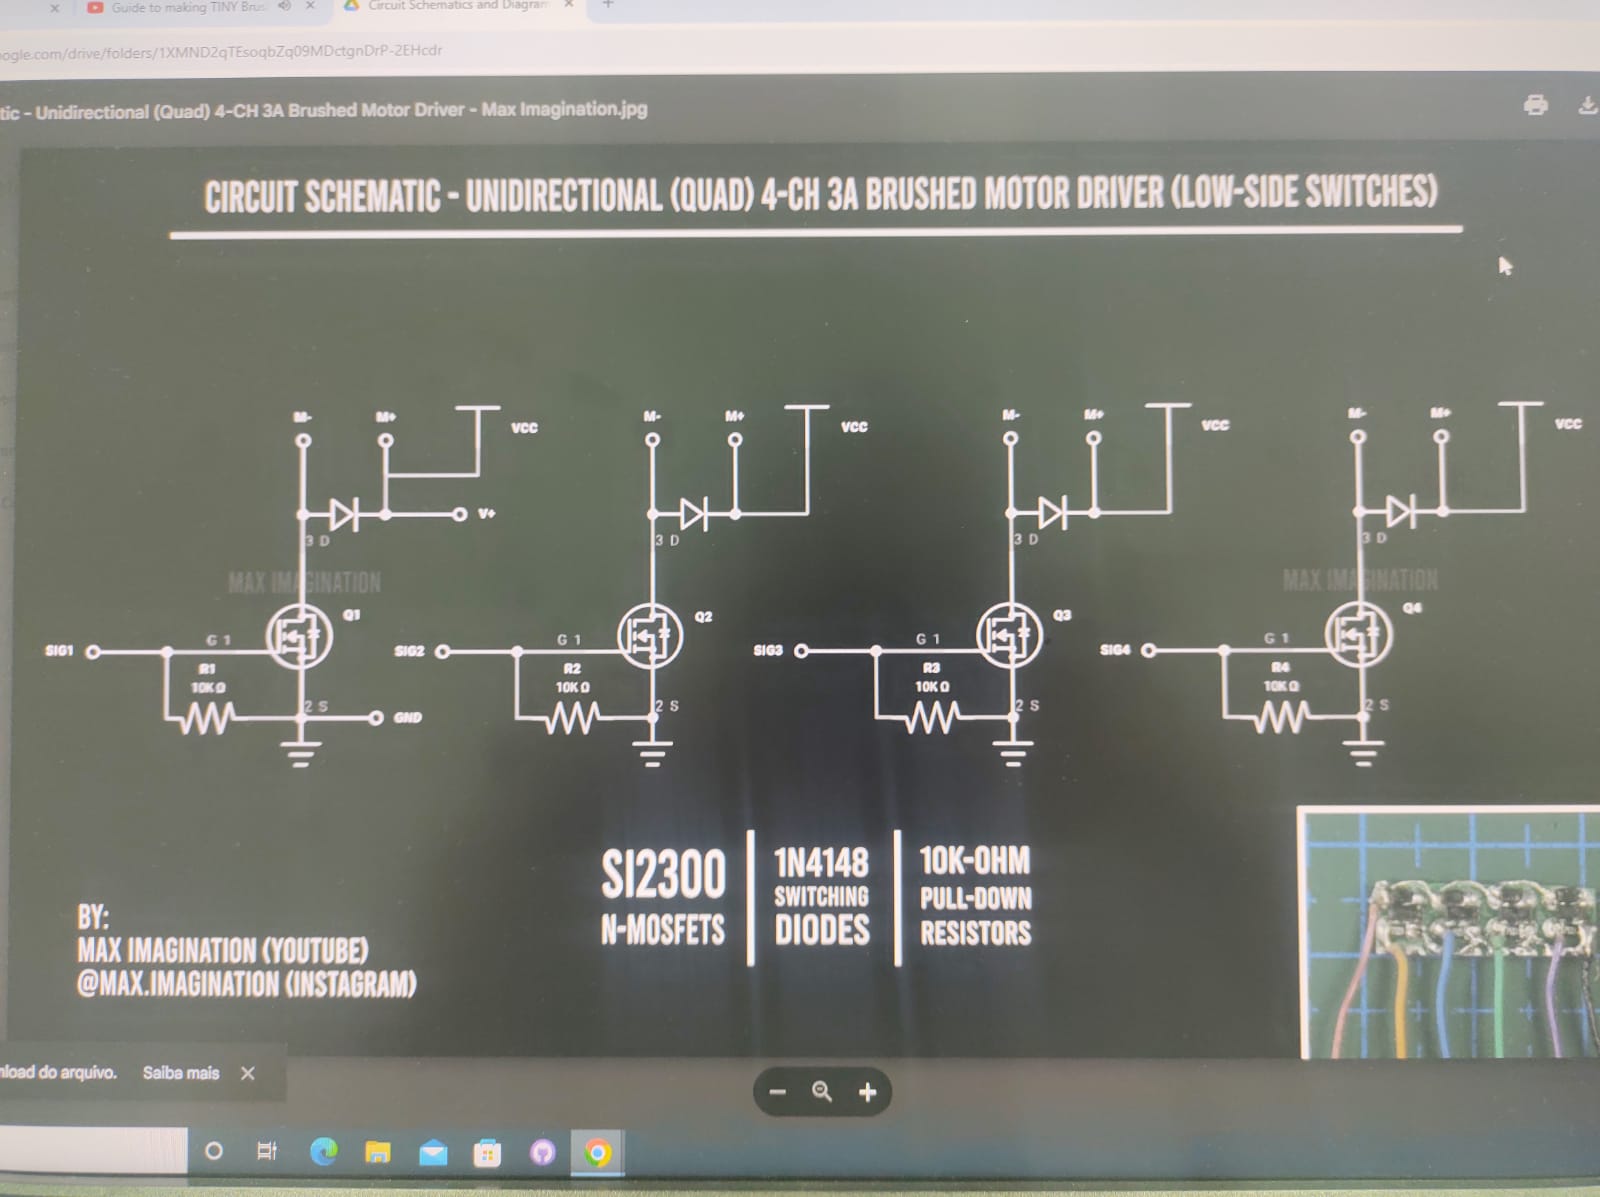 Guide to making TINY Brus
Circuit Schematics and Diagram
ogle.com/drive/folders/1XMND2qTEsoqbZq09MDctgnDrP-2EHcdr
tic - Unidirectional (Quad) 4-CH 3A Brushed Motor Driver - Max Imagination.jpg
CIRCUIT SCHEMATIC - UNIDIRECTIONAL (QUAD) 4-CH 3A BRUSHED MOTOR DRIVER (LOW-SIDE SWITCHES)
M- M+ VCC M- M+ VCC M- M+ VCC M- M+ VCC
V+
3 D 3 D 3 D 3 D
MAX IMAGINATION MAX IMAGINATION
Q1 Q2 Q3 Q4
SIG1 G 1 SIG2 G 1 SIG3 G 1 SIG4 G 1
R1 R2 R3 R4
10K Ω 10K Ω 10K Ω 10K Ω
2 S 2 S 2 S 2 S
GND
SI2300
N-MOSFETS
1N4148
SWITCHING
DIODES
10K-OHM
PULL-DOWN
RESISTORS
BY:
MAX IMAGINATION (YOUTUBE)
@MAX.IMAGINATION (INSTAGRAM)
nload do arquivo. Saiba mais